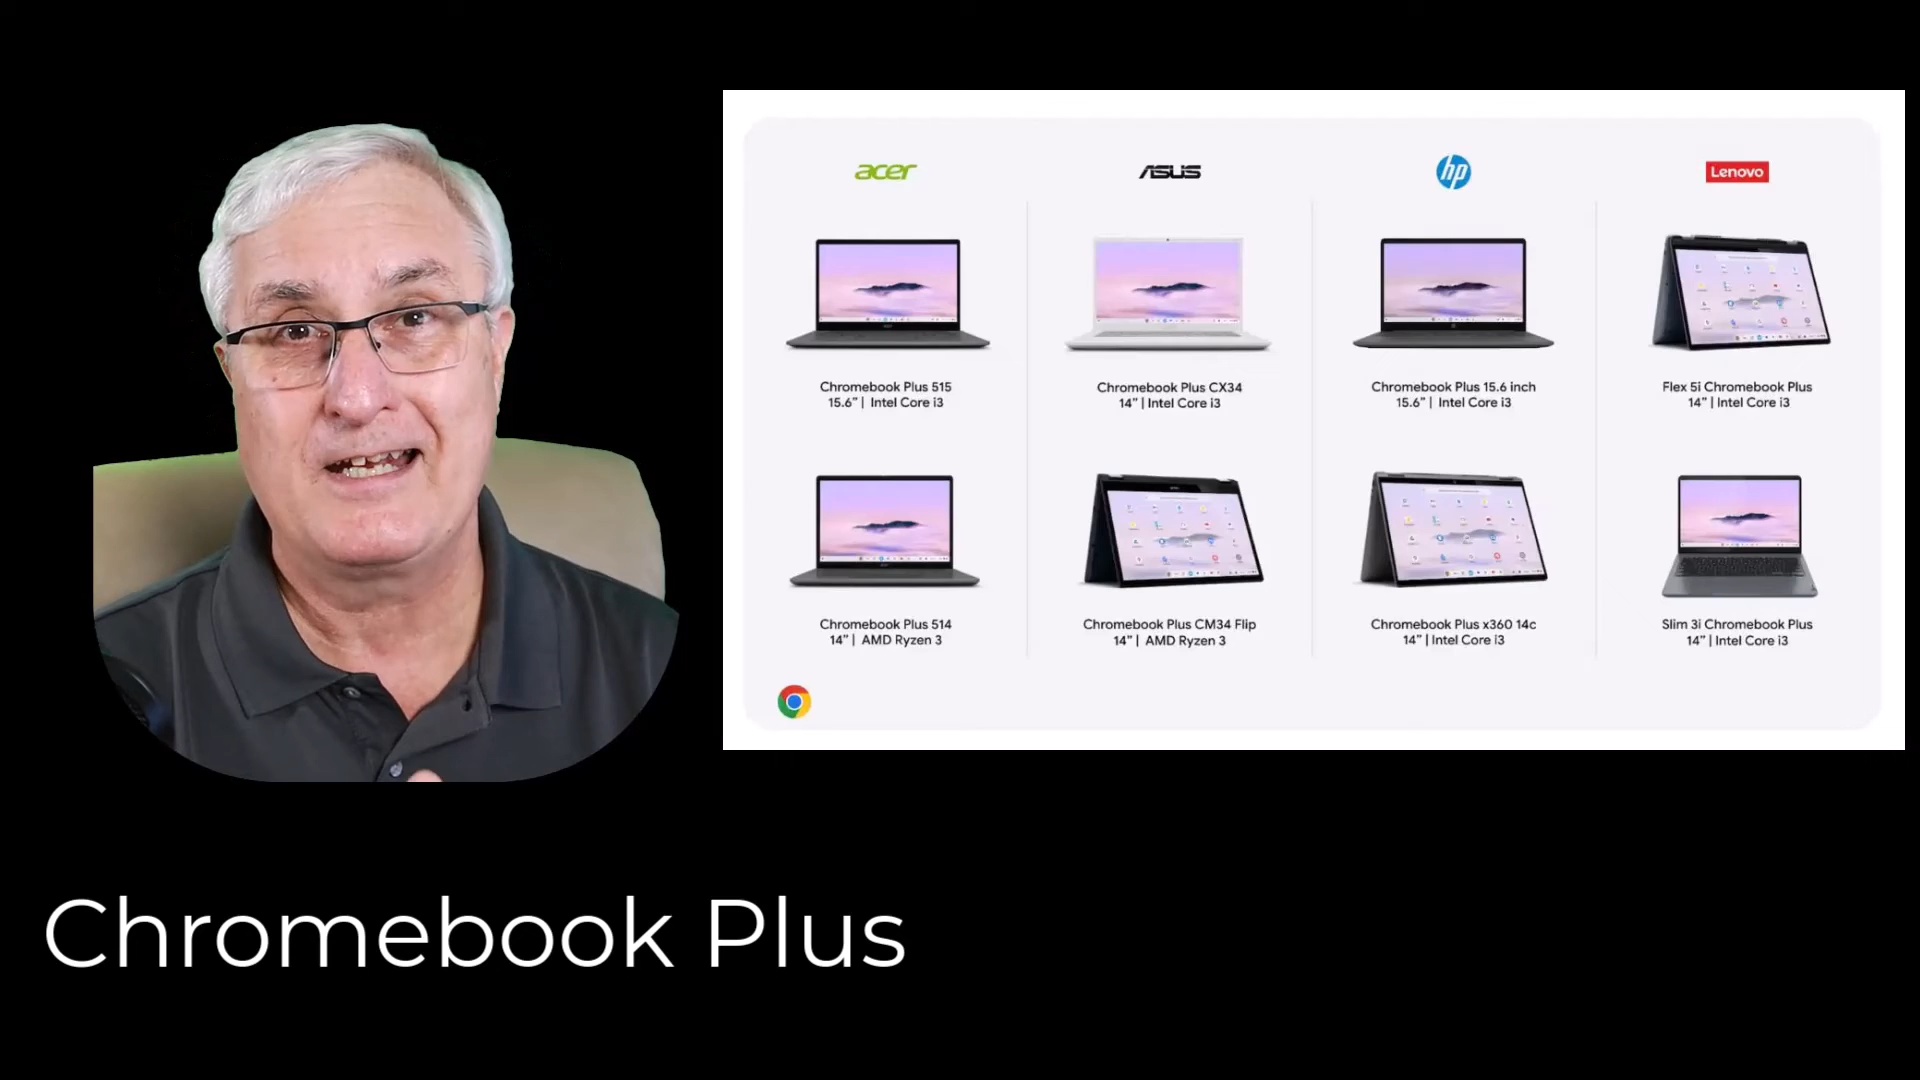 acer
ASUS
hp
Lenovo
Chromebook Plus 515
15.6" | Intel Core i3
Chromebook Plus CX34
14" | Intel Core i3
Chromebook Plus 15.6 inch
15.6" | Intel Core i3
Flex 5i Chromebook Plus
14" | Intel Core i3
Chromebook Plus 514
14" | AMD Ryzen 3
Chromebook Plus CM34 Flip
14" | AMD Ryzen 3
Chromebook Plus x360 14c
14" | Intel Core i3
Slim 3i Chromebook Plus
14" | Intel Core i3
Chromebook Plus